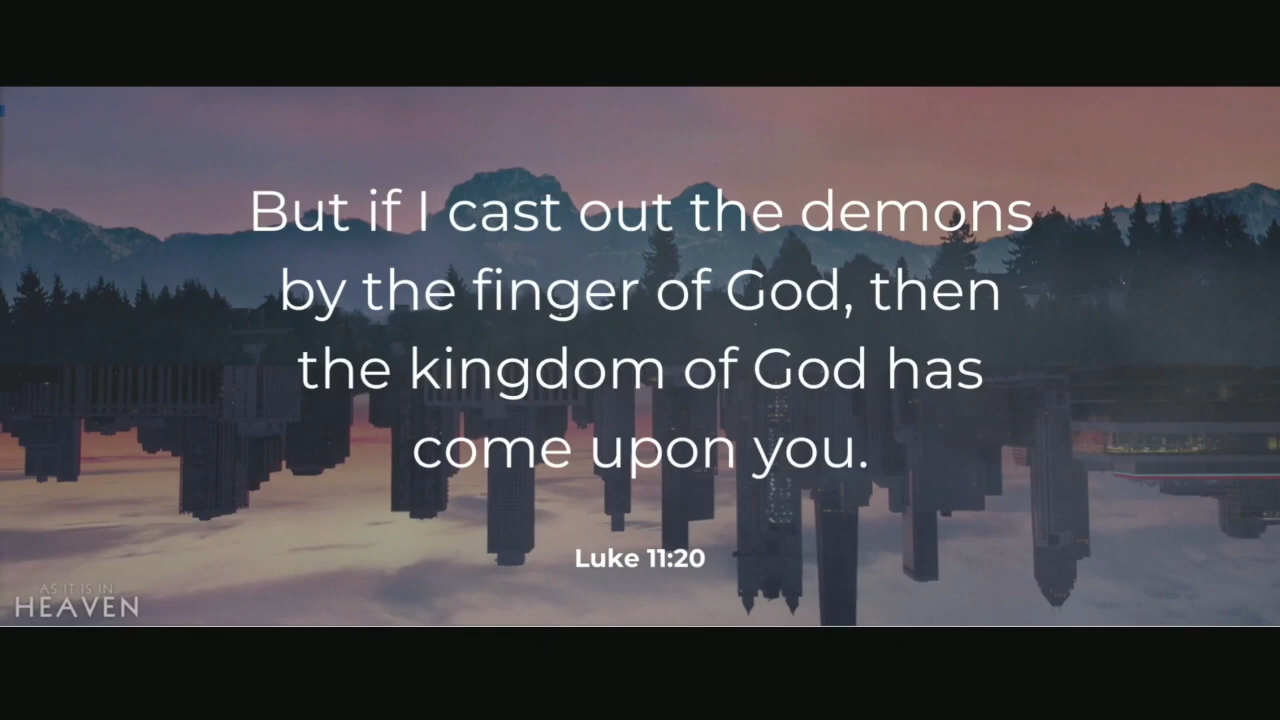 But if I cast out the demons
by the finger of God, then
the kingdom of God has
come upon you.
Luke 11:20
AS IT IS IN
HEAVEN